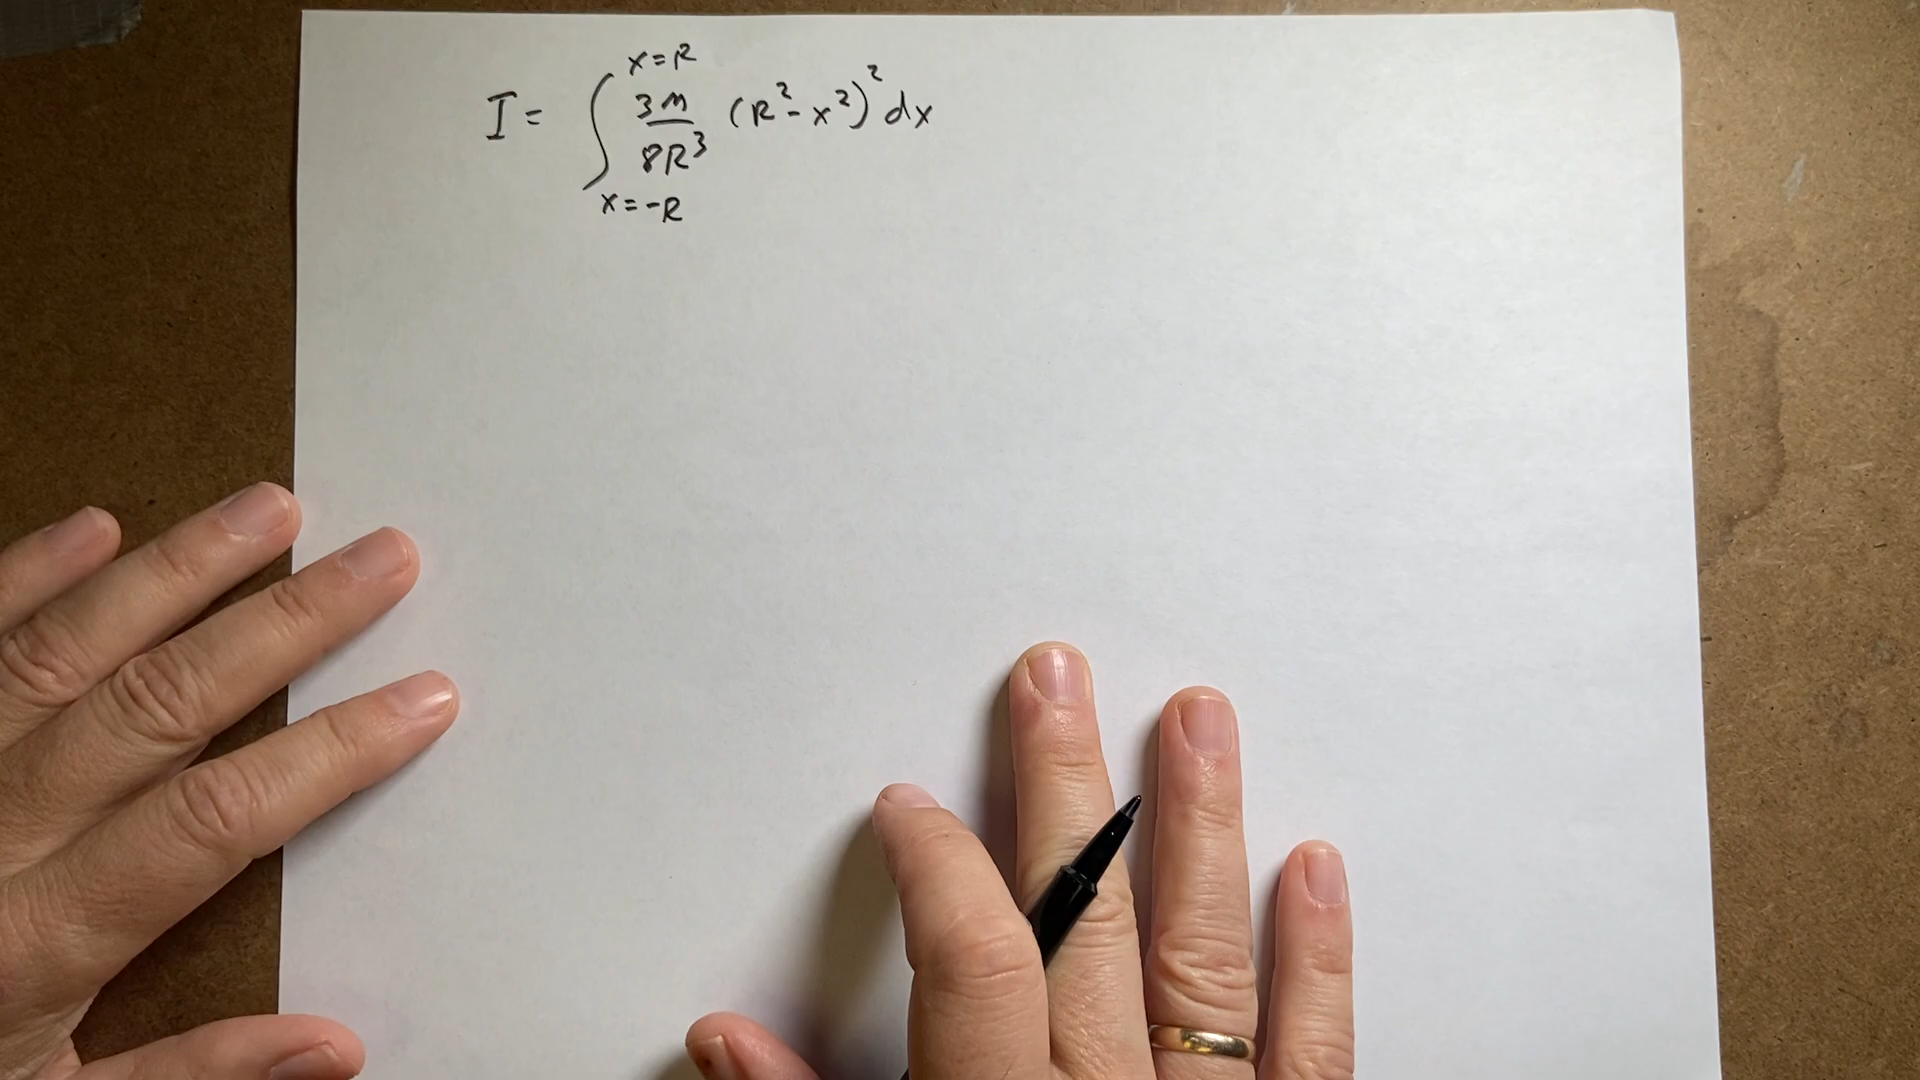 x=R
I = ∫ 3M/8R³ (R²-x²)² dx
x=-R